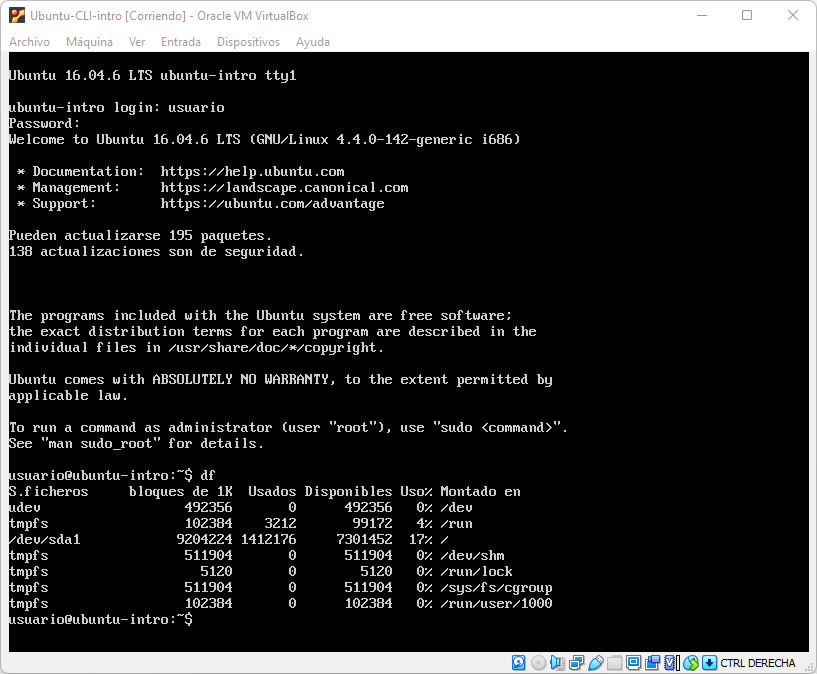 Ubuntu-CLI-intro [Corriendo] - Oracle VM VirtualBox
Archivo Máquina Ver Entrada Dispositivos Ayuda
Ubuntu 16.04.6 LTS ubuntu-intro tty1
ubuntu-intro login: usuario
Password:
Welcome to Ubuntu 16.04.6 LTS (GNU/Linux 4.4.0-142-generic i686)
* Documentation:  https://help.ubuntu.com
* Management:     https://landscape.canonical.com
* Support:        https://ubuntu.com/advantage
Pueden actualizarse 195 paquetes.
138 actualizaciones son de seguridad.
The programs included with the Ubuntu system are free software;
the exact distribution terms for each program are described in the
individual files in /usr/share/doc/*/copyright.
Ubuntu comes with ABSOLUTELY NO WARRANTY, to the extent permitted by
applicable law.
To run a command as administrator (user "root"), use "sudo <command>".
See "man sudo_root" for details.
usuario@ubuntu-intro:~$ df
S.ficheros     bloques de 1K  Usados Disponibles Uso% Montado en
udev                  492356       0      492356   0% /dev
tmpfs                 102384    3212       99172   4% /run
/dev/sda1            9204224 1412176     7301452  17% /
tmpfs                 511904       0      511904   0% /dev/shm
tmpfs                   5120       0        5120   0% /run/lock
tmpfs                 511904       0      511904   0% /sys/fs/cgroup
tmpfs                 102384       0      102384   0% /run/user/1000
usuario@ubuntu-intro:~$
CTRL DERECHA